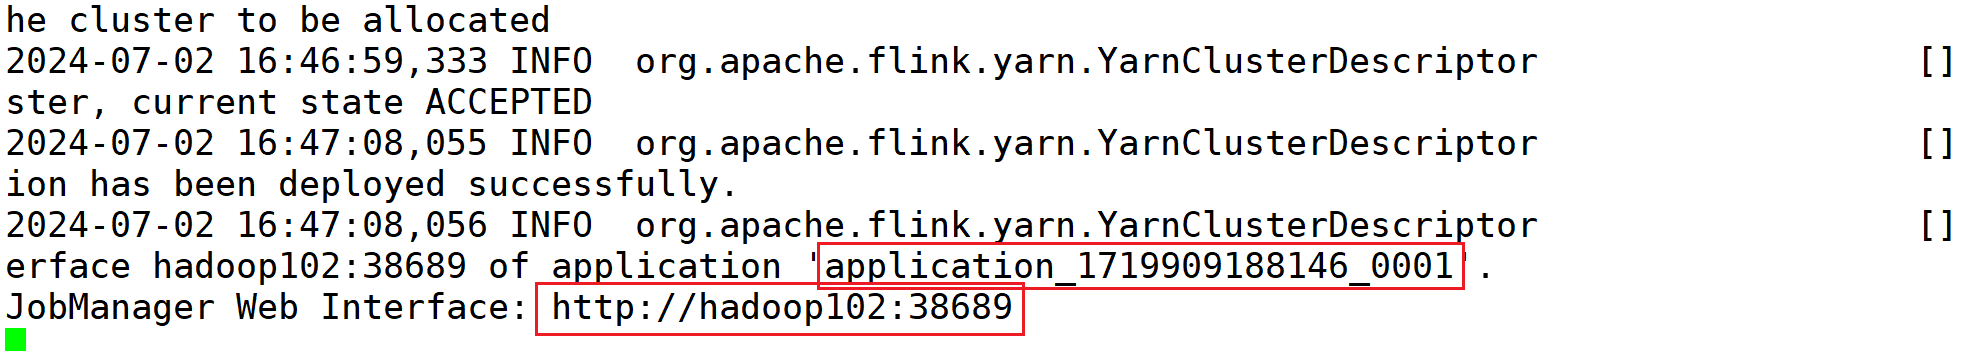 he cluster to be allocated
2024-07-02 16:46:59,333 INFO  org.apache.flink.yarn.YarnClusterDescriptor                  []
ster, current state ACCEPTED
2024-07-02 16:47:08,055 INFO  org.apache.flink.yarn.YarnClusterDescriptor                  []
ion has been deployed successfully.
2024-07-02 16:47:08,056 INFO  org.apache.flink.yarn.YarnClusterDescriptor                  []
erface hadoop102:38689 of application 'application_1719909188146_0001'.
JobManager Web Interface: http://hadoop102:38689